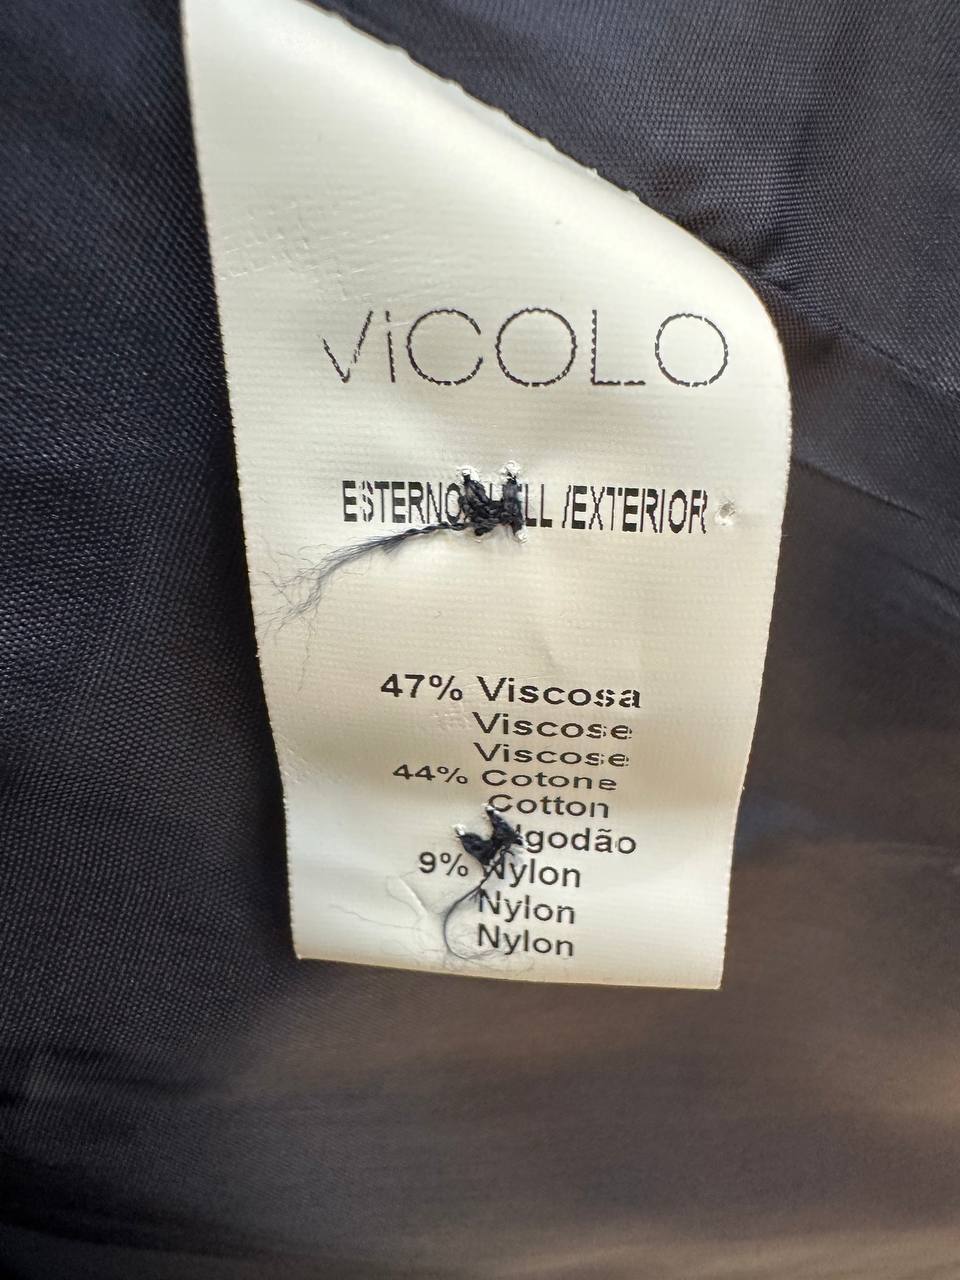 ViCOLO
ESTERNO /EXTERIOR
47% Viscosa
Viscose
Viscose
44% Cotone
Cotton
9% Nylon
Nylon
Nylon